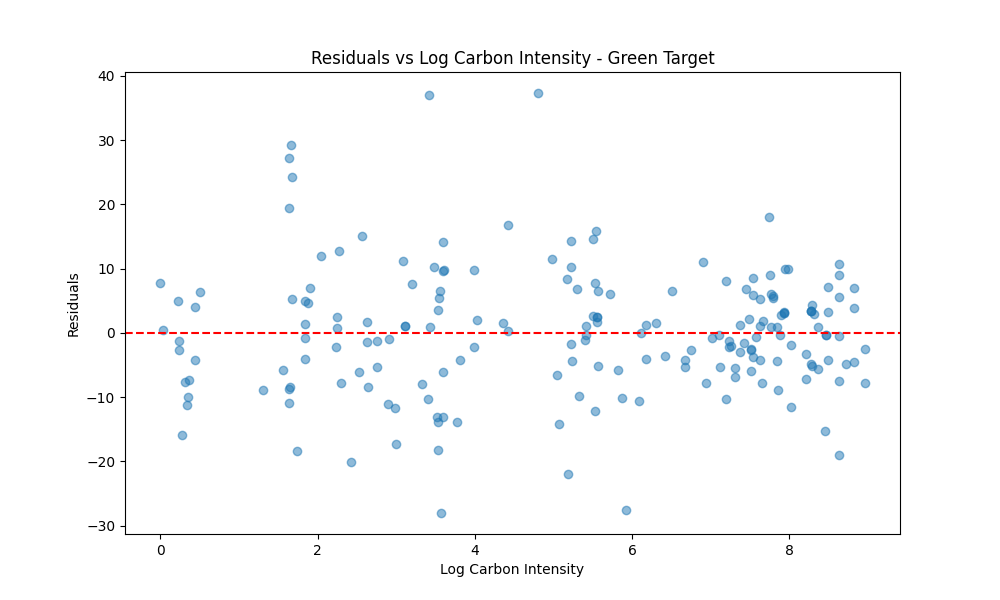 Residuals vs Log Carbon Intensity - Green Target
40
30
20
10
0
−10
−20
−30
Residuals
0 2 4 6 8
Log Carbon Intensity